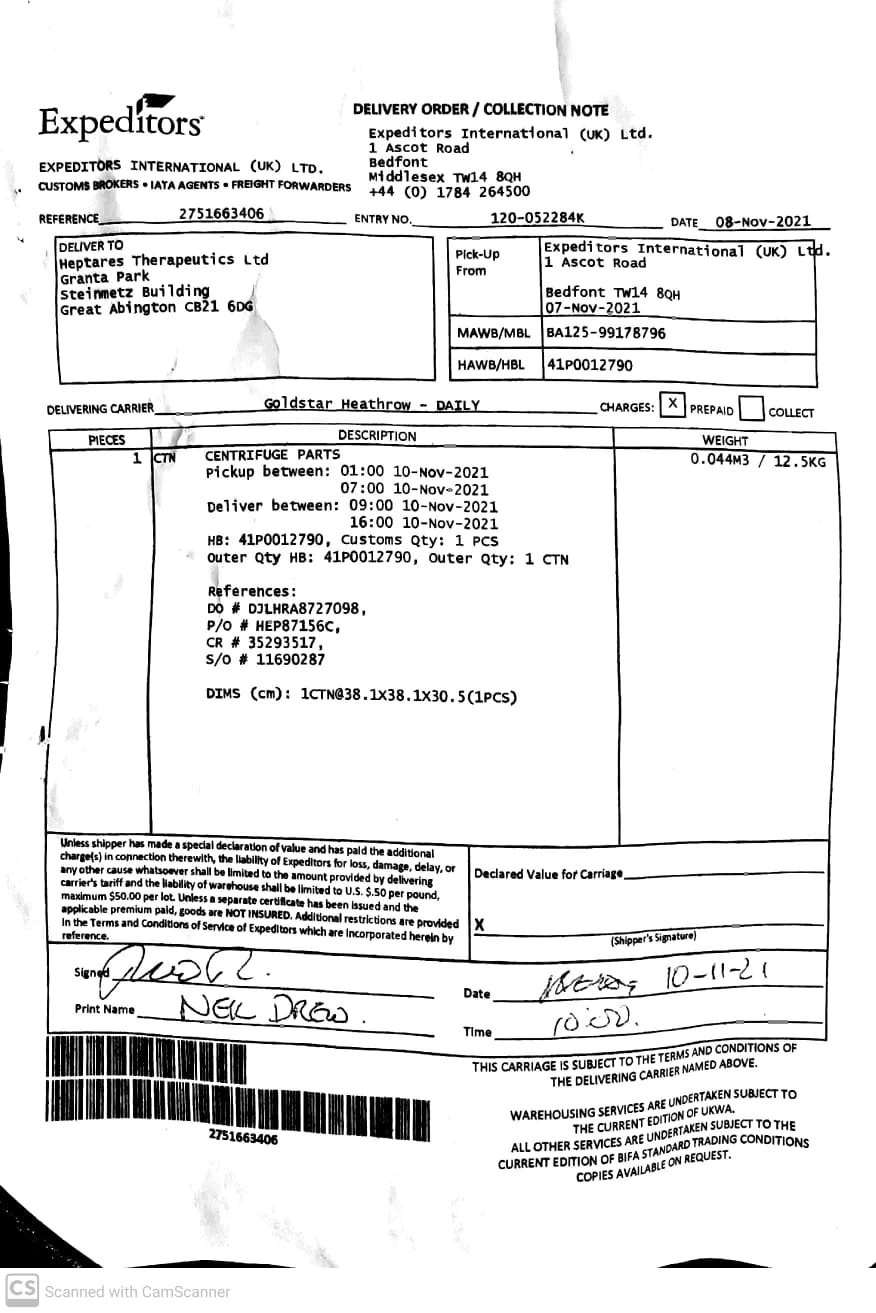 Expeditors
EXPEDITORS INTERNATIONAL (UK) LTD.
CUSTOMS BROKERS • IATA AGENTS • FREIGHT FORWARDERS
DELIVERY ORDER / COLLECTION NOTE
Expeditors International (UK) Ltd.
1 Ascot Road
Bedfont
Middlesex TW14 8QH
+44 (0) 1784 264500
REFERENCE 2751663406 ENTRY NO. 120-052284K DATE 08-Nov-2021
DELIVER TO
Heptares Therapeutics Ltd
Granta Park
Steinmetz Building
Great Abington CB21 6DG
Pick-Up From
Expeditors International (UK) Ltd.
1 Ascot Road
Bedfont TW14 8QH
07-Nov-2021
MAWB/MBL BA125-99178796
HAWB/HBL 41P0012790
DELIVERING CARRIER Goldstar Heathrow - DAILY CHARGES: X PREPAID COLLECT
PIECES DESCRIPTION WEIGHT
1 CTN CENTRIFUGE PARTS 0.044M3 / 12.5KG
Pickup between: 01:00 10-Nov-2021
07:00 10-Nov-2021
Deliver between: 09:00 10-Nov-2021
16:00 10-Nov-2021
HB: 41P0012790, Customs Qty: 1 PCS
Outer Qty HB: 41P0012790, Outer Qty: 1 CTN
References:
DO # DJLHRA8727098,
P/O # HEP87156C,
CR # 35293517,
S/O # 11690287
DIMS (cm): 1CTN@38.1X38.1X30.5(1PCS)
Unless shipper has made a special declaration of value and has paid the additional
charge(s) in connection therewith, the liability of Expeditors for loss, damage, delay, or
any other cause whatsoever shall be limited to the amount provided by delivering
carrier's tariff and the liability of warehouse shall be limited to U.S. $.50 per pound,
maximum $50.00 per lot. Unless a separate certificate has been issued and the
applicable premium paid, goods are NOT INSURED. Additional restrictions are provided
in the Terms and Conditions of Service of Expeditors which are incorporated herein by
reference.
Declared Value for Carriage
X
(Shipper's Signature)
Signed
Print Name NEIL DREW.
Date 10-11-21
Time 10:00.
2751663406
THIS CARRIAGE IS SUBJECT TO THE TERMS AND CONDITIONS OF
THE DELIVERING CARRIER NAMED ABOVE.
WAREHOUSING SERVICES ARE UNDERTAKEN SUBJECT TO
THE CURRENT EDITION OF UKWA.
ALL OTHER SERVICES ARE UNDERTAKEN SUBJECT TO THE
CURRENT EDITION OF BIFA STANDARD TRADING CONDITIONS
COPIES AVAILABLE ON REQUEST.
CS Scanned with CamScanner